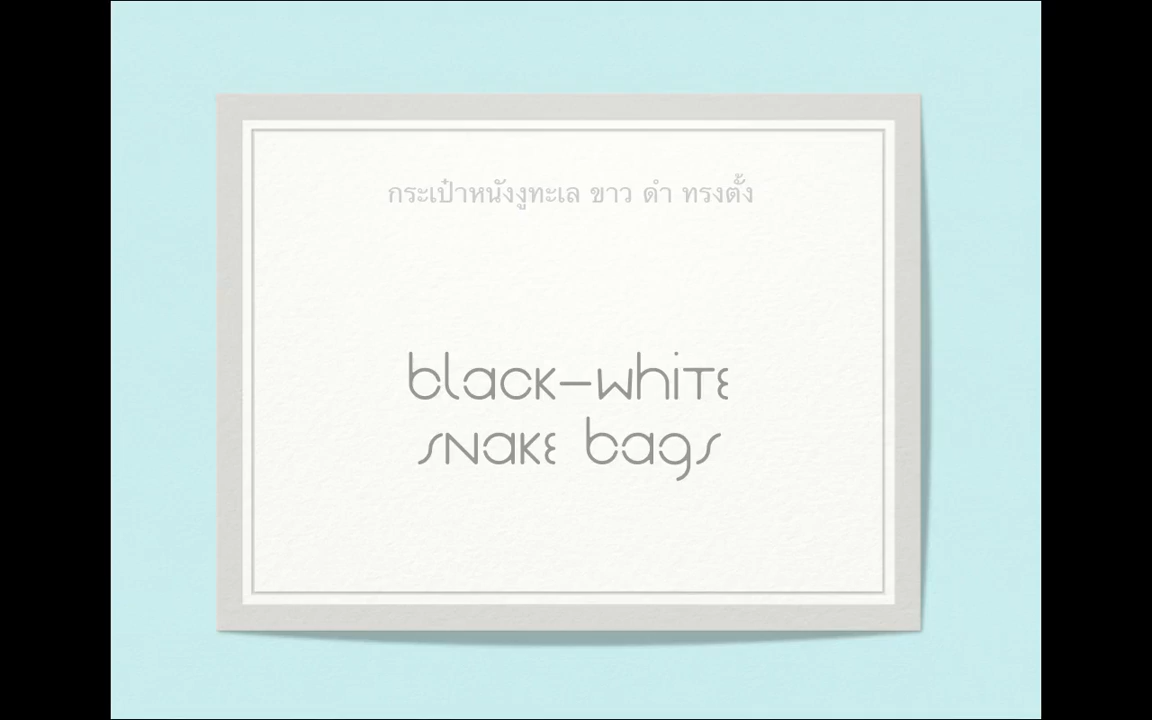 กระเป๋าหนังงูทะเล ขาว ดำ ทรงตั้ง
black-white
snake bags